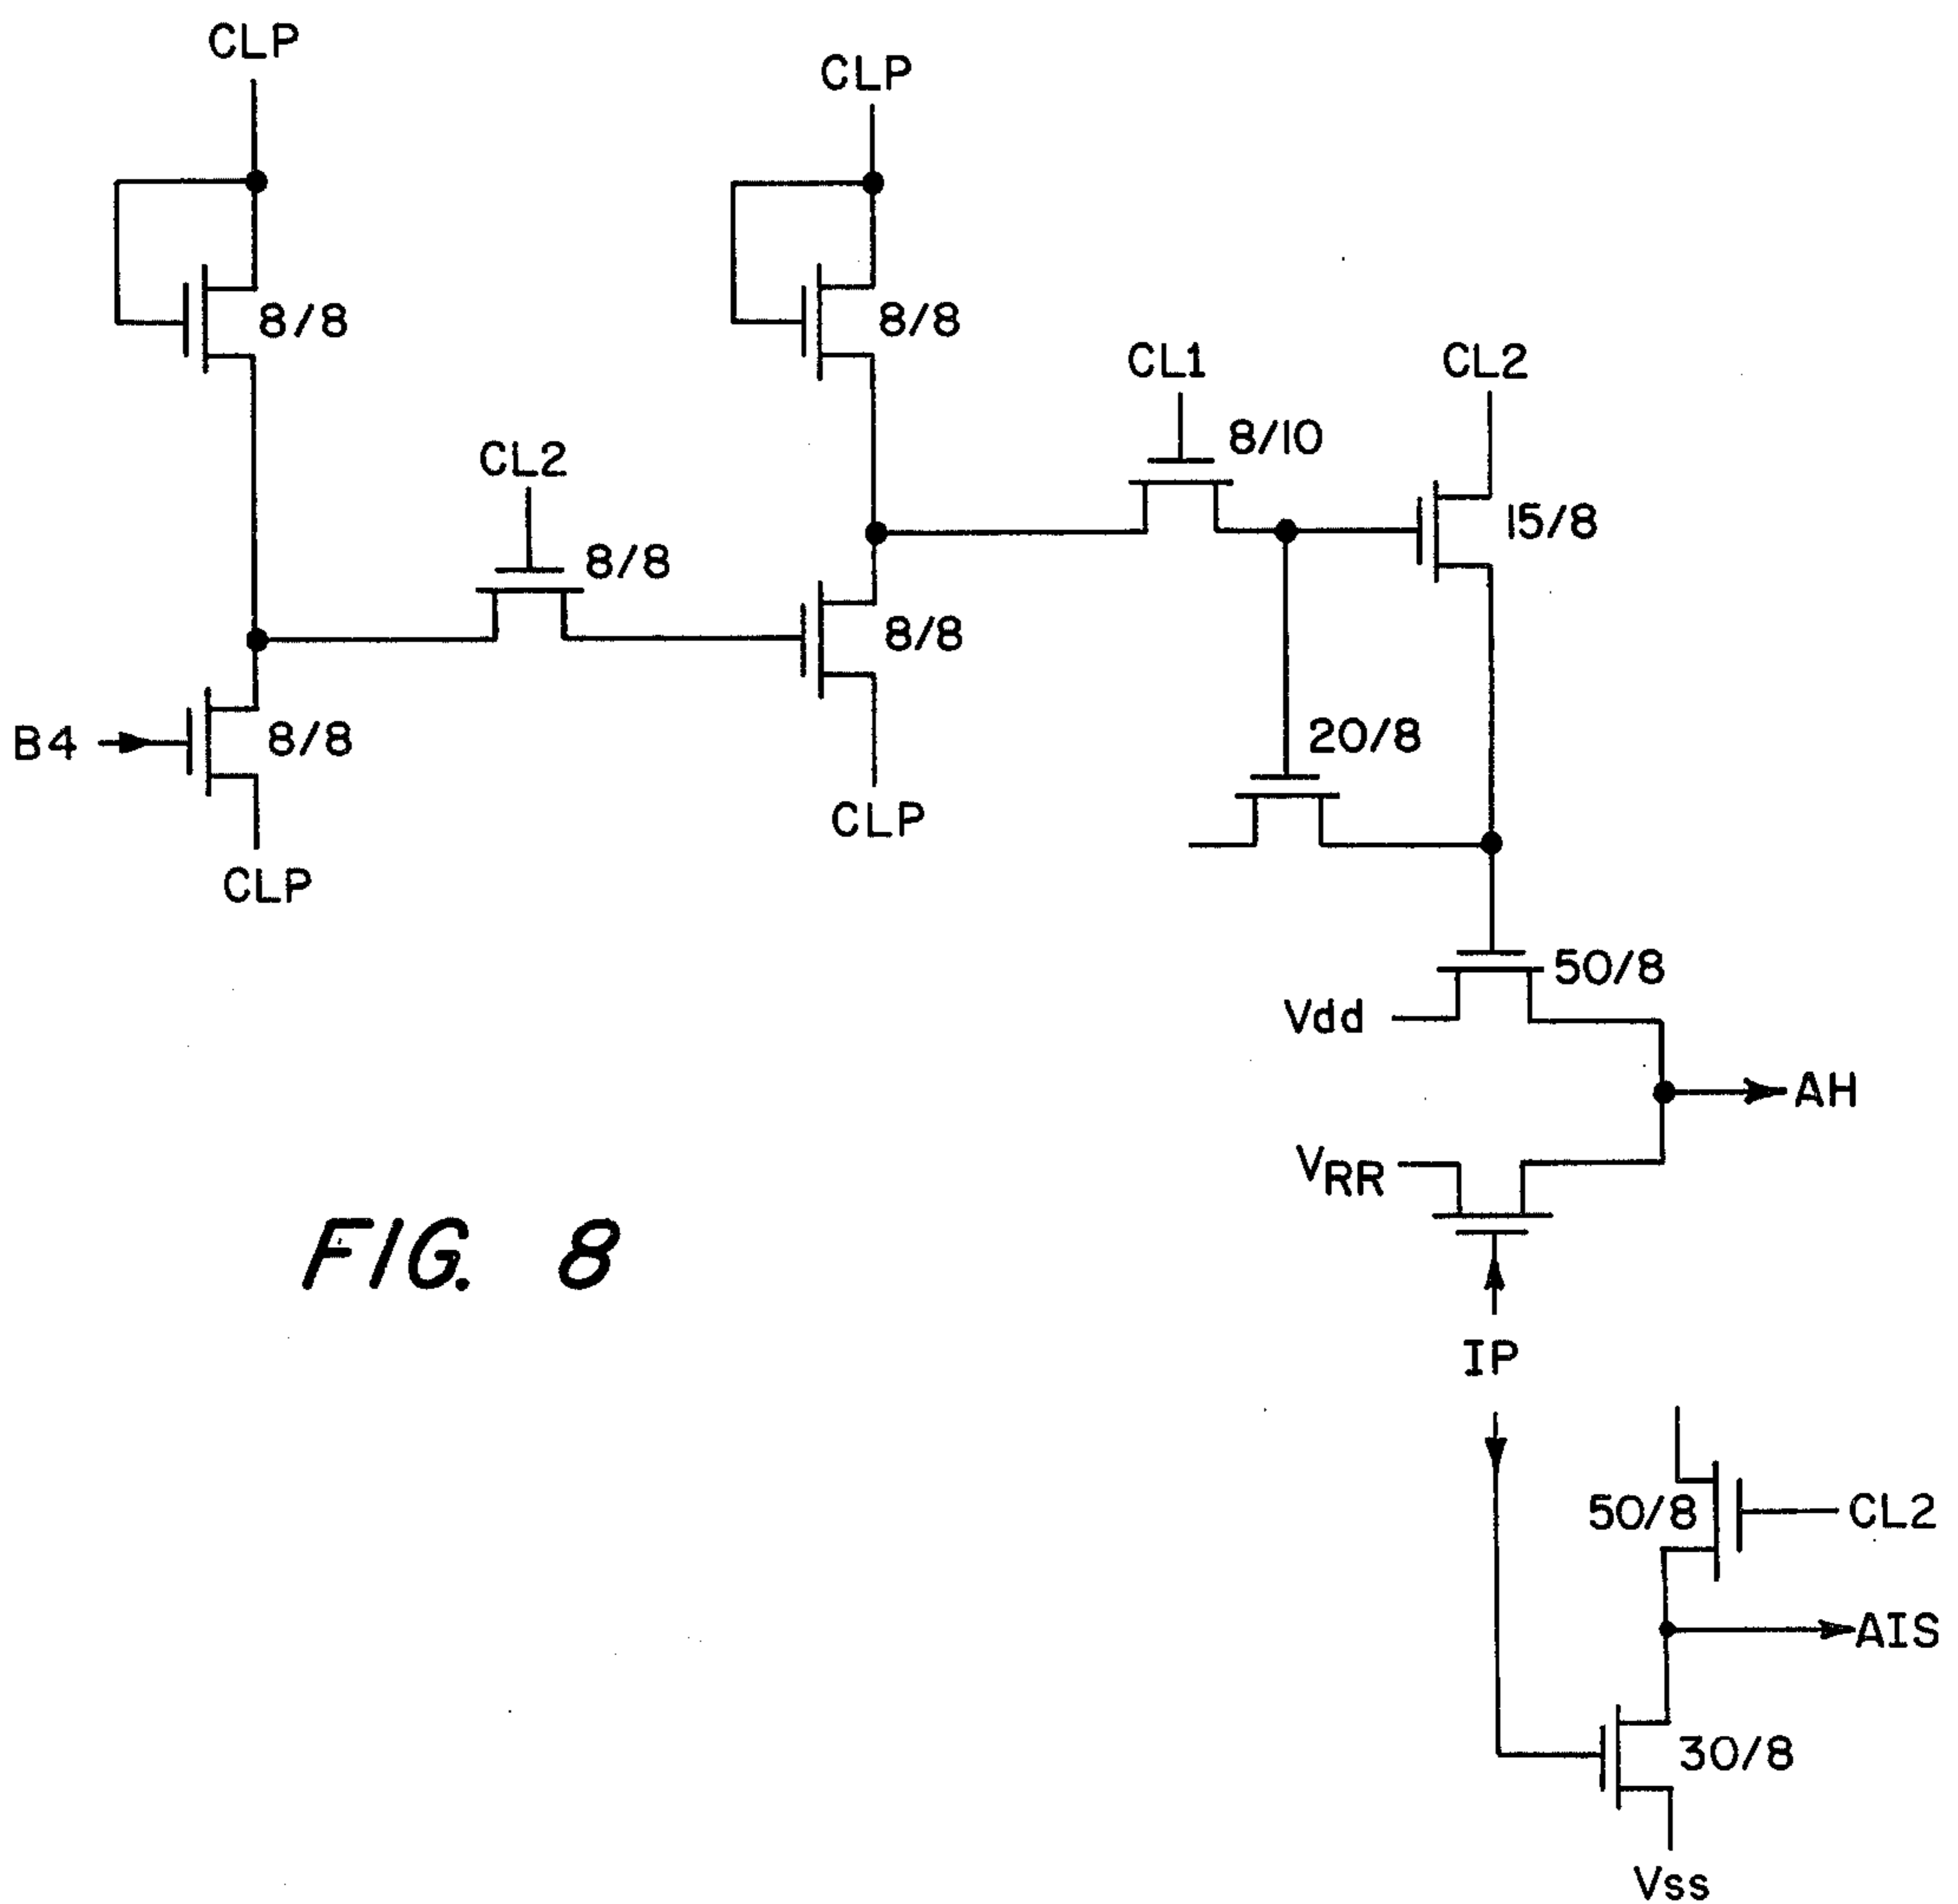 CLP
CLP
8/8
8/8
CL1
CL2
8/10
CL2
15/8
8/8
8/8
B4
8/8
20/8
CLP
CLP
50/8
Vdd
AH
VRR
FIG. 8
IP
50/8
CL2
AIS
30/8
Vss